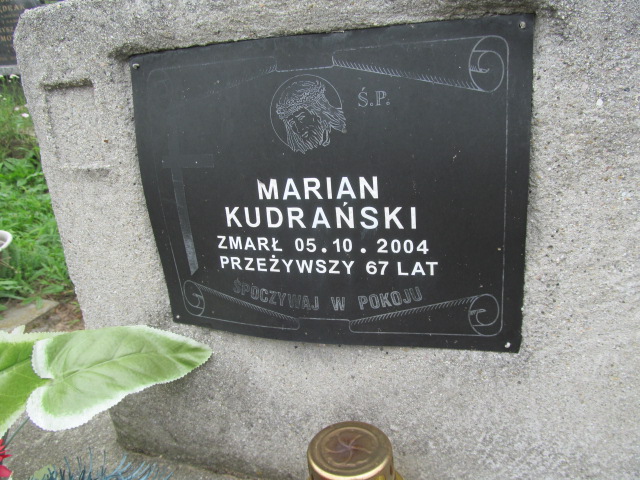 Ś.P.
MARIAN
KUDRAŃSKI
ZMARŁ 05.10.2004
PRZEŻYWSZY 67 LAT
SPOCZYWAJ W POKOJU